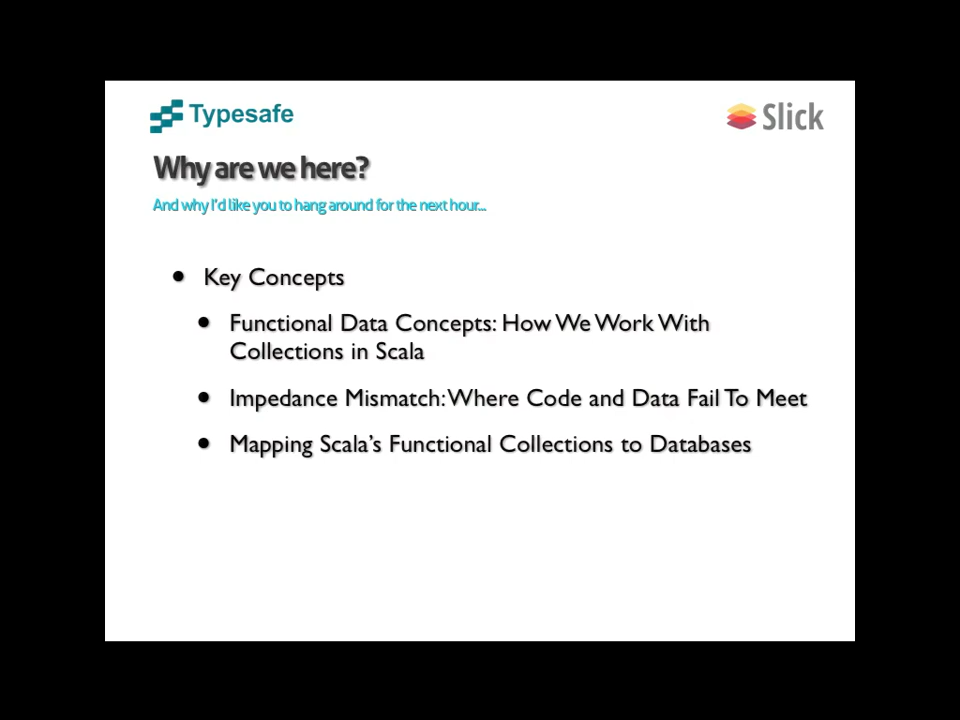 Typesafe
Slick
Why are we here?
And why I'd like you to hang around for the next hour...
Key Concepts
Functional Data Concepts: How We Work With
Collections in Scala
Impedance Mismatch: Where Code and Data Fail To Meet
Mapping Scala's Functional Collections to Databases